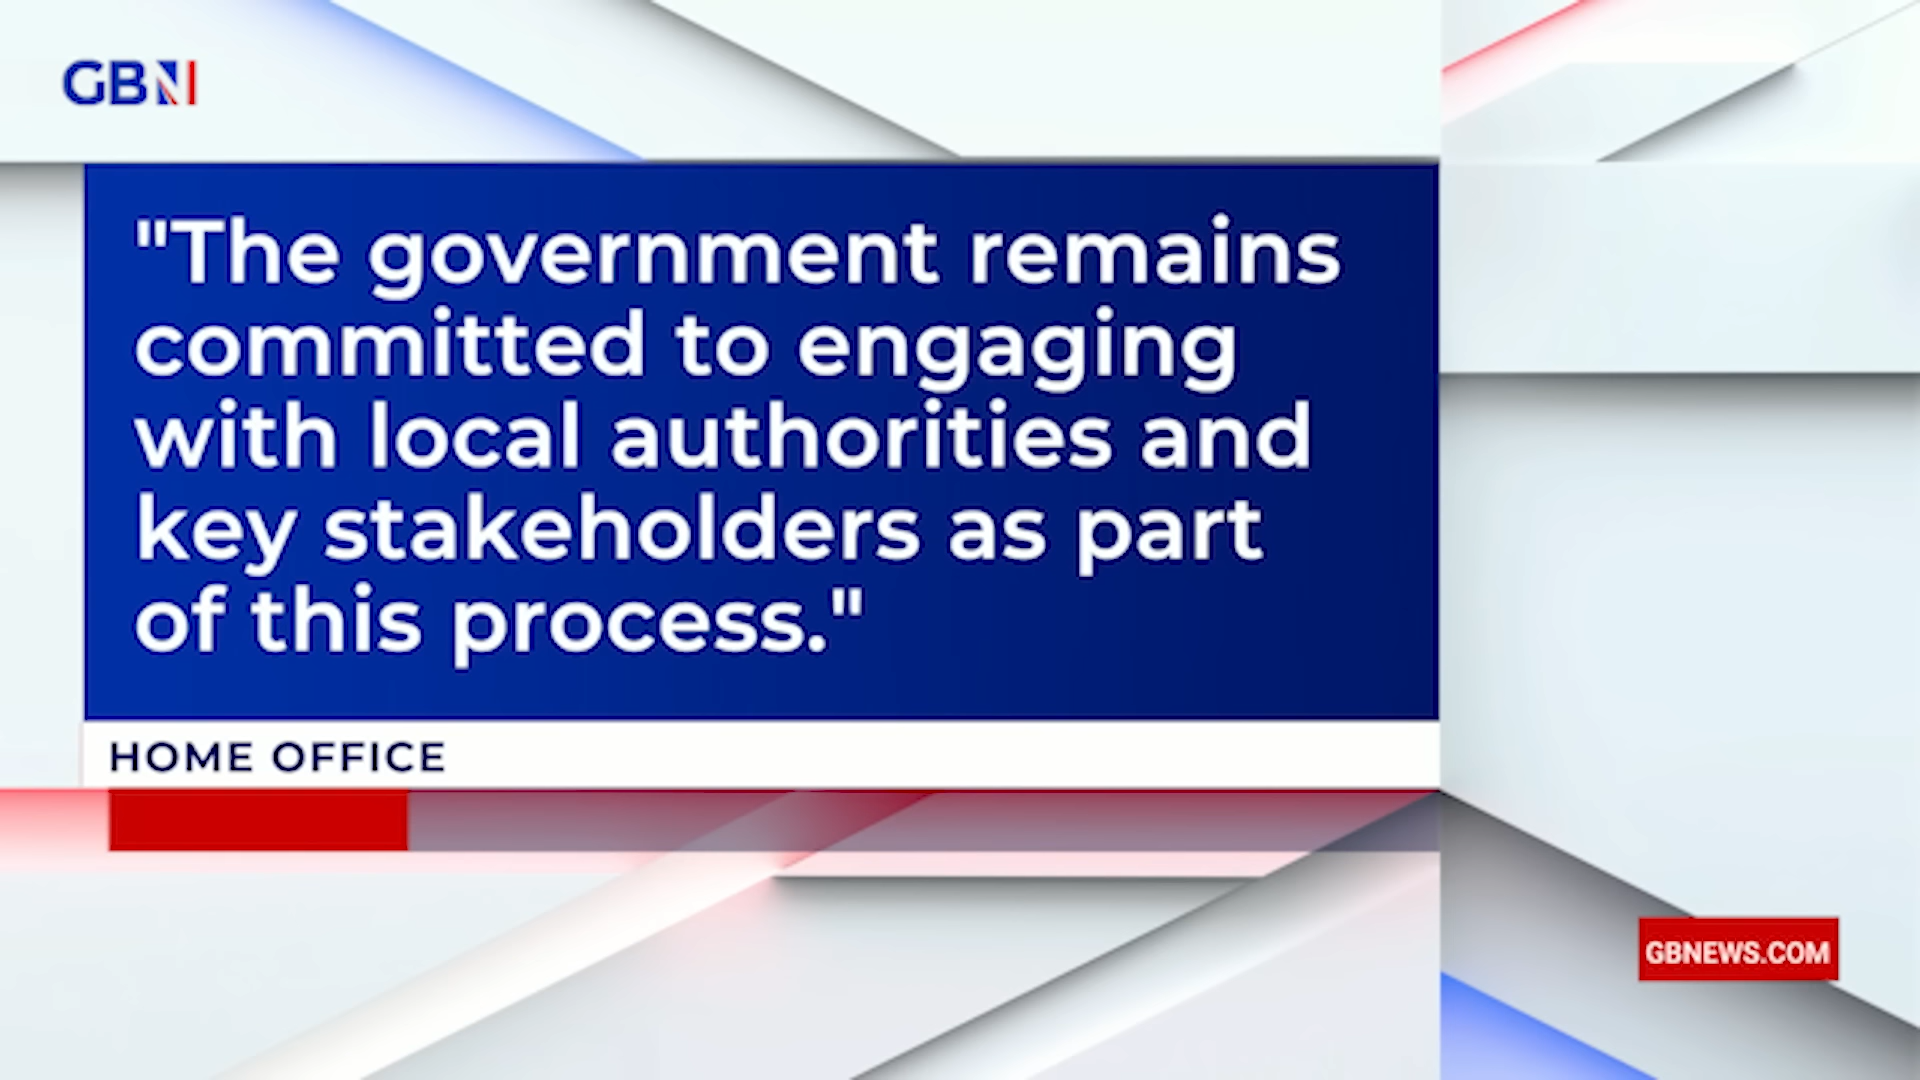 GBN
"The government remains
committed to engaging
with local authorities and
key stakeholders as part
of this process."
HOME OFFICE
GBNEWS.COM